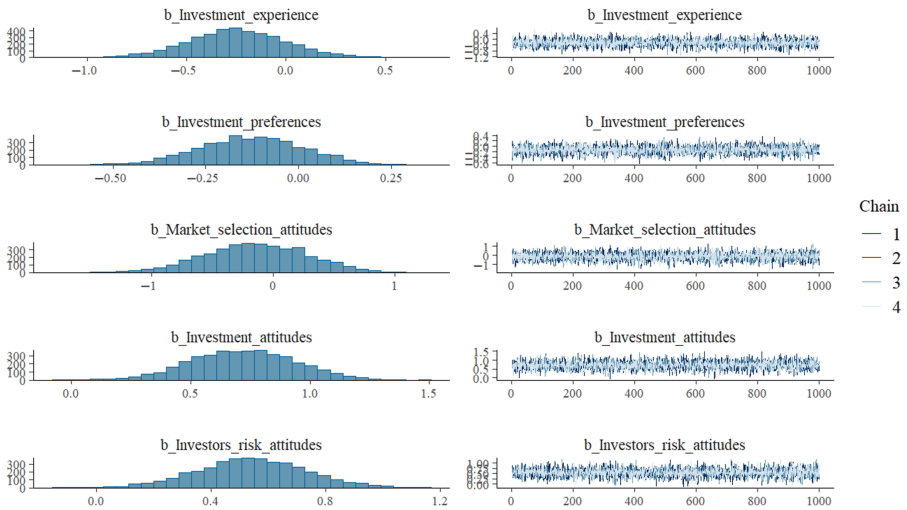 b_Investment_experience
400
300
200
100
0
−1.0 −0.5 0.0 0.5
b_Investment_experience
0.4
0.0
−1.2
0 200 400 600 800 1000
b_Investment_preferences
300
200
100
0
−0.50 −0.25 0.00 0.25
b_Investment_preferences
0.4
0 200 400 600 800 1000
b_Market_selection_attitudes
300
200
100
0
−1 0 1
b_Market_selection_attitudes
1
0
−1
0 200 400 600 800 1000
Chain
1
2
3
4
b_Investment_attitudes
300
200
100
0
0.0 0.5 1.0 1.5
b_Investment_attitudes
1.5
1.0
0.5
0.0
0 200 400 600 800 1000
b_Investors_risk_attitudes
300
200
100
0
0.0 0.4 0.8 1.2
b_Investors_risk_attitudes
1.00
0.75
0.50
0.25
0.00
0 200 400 600 800 1000